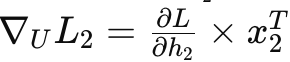 ∇_U L_2 = ∂L/∂h_2 × x_2^T